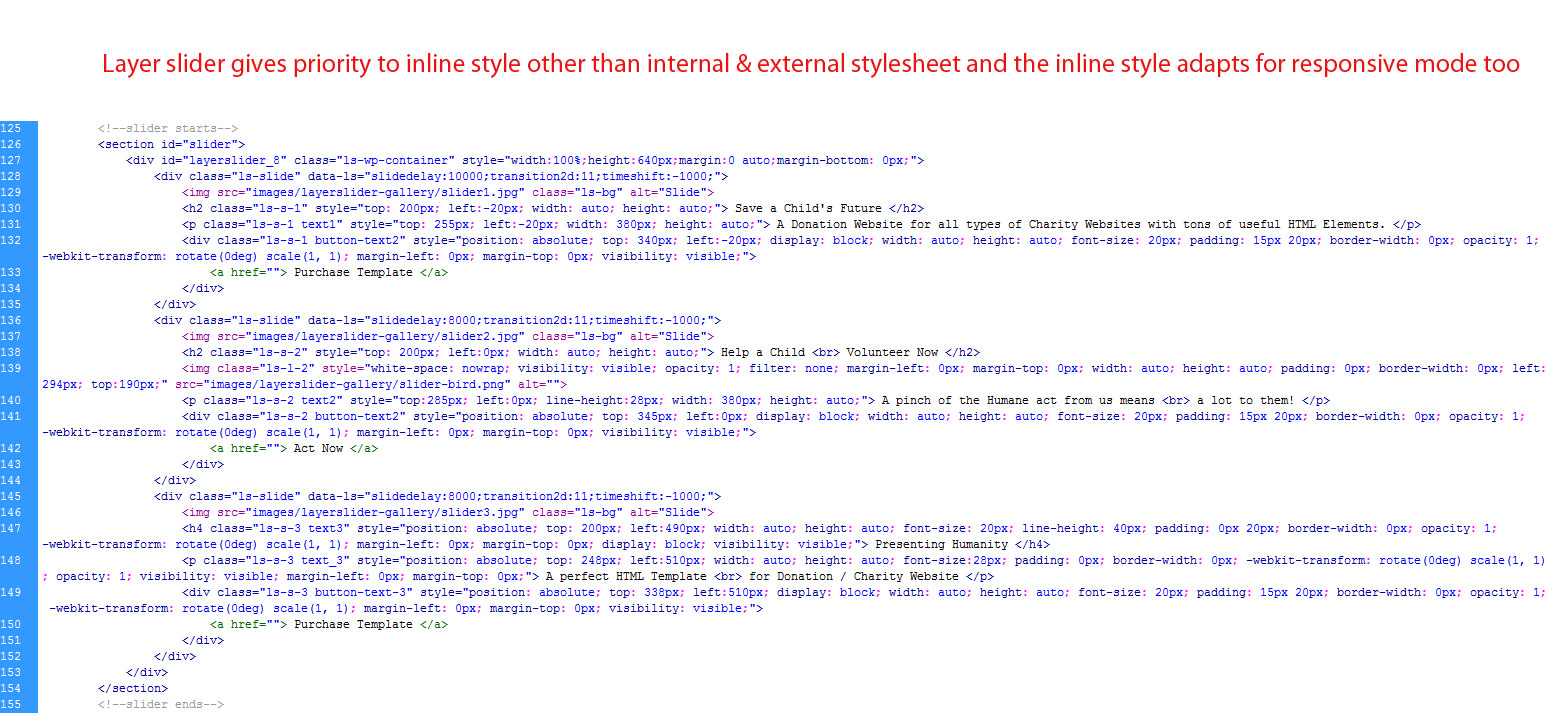 Layer slider gives priority to inline style other than internal & external stylesheet and the inline style adapts for responsive mode too
125 <!--slider starts-->
126 <section id="slider">
127 <div id="layerslider_8" class="ls-wp-container" style="width:100%;height:640px;margin:0 auto;margin-bottom: 0px;">
128 <div class="ls-slide" data-ls="slidedelay:10000;transition2d:11;timeshift:-1000;">
129 <img src="images/layerslider-gallery/slider1.jpg" class="ls-bg" alt="Slide">
130 <h2 class="ls-s-1" style="top: 200px; left:-20px; width: auto; height: auto;"> Save a Child's Future </h2>
131 <p class="ls-s-1 text1" style="top: 255px; left:-20px; width: 380px; height: auto;"> A Donation Website for all types of Charity Websites with tons of useful HTML Elements. </p>
132 <div class="ls-s-1 button-text2" style="position: absolute; top: 340px; left:-20px; display: block; width: auto; height: auto; font-size: 20px; padding: 15px 20px; border-width: 0px; opacity: 1;
-webkit-transform: rotate(0deg) scale(1, 1); margin-left: 0px; margin-top: 0px; visibility: visible;">
133 <a href=""> Purchase Template </a>
134 </div>
135 </div>
136 <div class="ls-slide" data-ls="slidedelay:8000;transition2d:11;timeshift:-1000;">
137 <img src="images/layerslider-gallery/slider2.jpg" class="ls-bg" alt="Slide">
138 <h2 class="ls-s-2" style="top: 200px; left:0px; width: auto; height: auto;"> Help a Child <br> Volunteer Now </h2>
139 <img class="ls-l-2" style="white-space: nowrap; visibility: visible; opacity: 1; filter: none; margin-left: 0px; margin-top: 0px; width: auto; height: auto; padding: 0px; border-width: 0px; left:
294px; top:190px;" src="images/layerslider-gallery/slider-bird.png" alt="">
140 <p class="ls-s-2 text2" style="top:285px; left:0px; line-height:28px; width: 380px; height: auto;"> A pinch of the Humane act from us means <br> a lot to them! </p>
141 <div class="ls-s-2 button-text2" style="position: absolute; top: 345px; left:0px; display: block; width: auto; height: auto; font-size: 20px; padding: 15px 20px; border-width: 0px; opacity: 1;
-webkit-transform: rotate(0deg) scale(1, 1); margin-left: 0px; margin-top: 0px; visibility: visible;">
142 <a href=""> Act Now </a>
143 </div>
144 </div>
145 <div class="ls-slide" data-ls="slidedelay:8000;transition2d:11;timeshift:-1000;">
146 <img src="images/layerslider-gallery/slider3.jpg" class="ls-bg" alt="Slide">
147 <h4 class="ls-s-3 text3" style="position: absolute; top: 200px; left:490px; width: auto; height: auto; font-size: 20px; line-height: 40px; padding: 0px 20px; border-width: 0px; opacity: 1;
-webkit-transform: rotate(0deg) scale(1, 1); margin-left: 0px; margin-top: 0px; display: block; visibility: visible;"> Presenting Humanity </h4>
148 <p class="ls-s-3 text_3" style="position: absolute; top: 248px; left:510px; width: auto; height: auto; font-size:28px; padding: 0px; border-width: 0px; -webkit-transform: rotate(0deg) scale(1, 1)
; opacity: 1; visibility: visible; margin-left: 0px; margin-top: 0px;"> A perfect HTML Template <br> for Donation / Charity Website </p>
149 <div class="ls-s-3 button-text-3" style="position: absolute; top: 338px; left:510px; display: block; width: auto; height: auto; font-size: 20px; padding: 15px 20px; border-width: 0px; opacity: 1;
-webkit-transform: rotate(0deg) scale(1, 1); margin-left: 0px; margin-top: 0px; visibility: visible;">
150 <a href=""> Purchase Template </a>
151 </div>
152 </div>
153 </div>
154 </section>
155 <!--slider ends-->